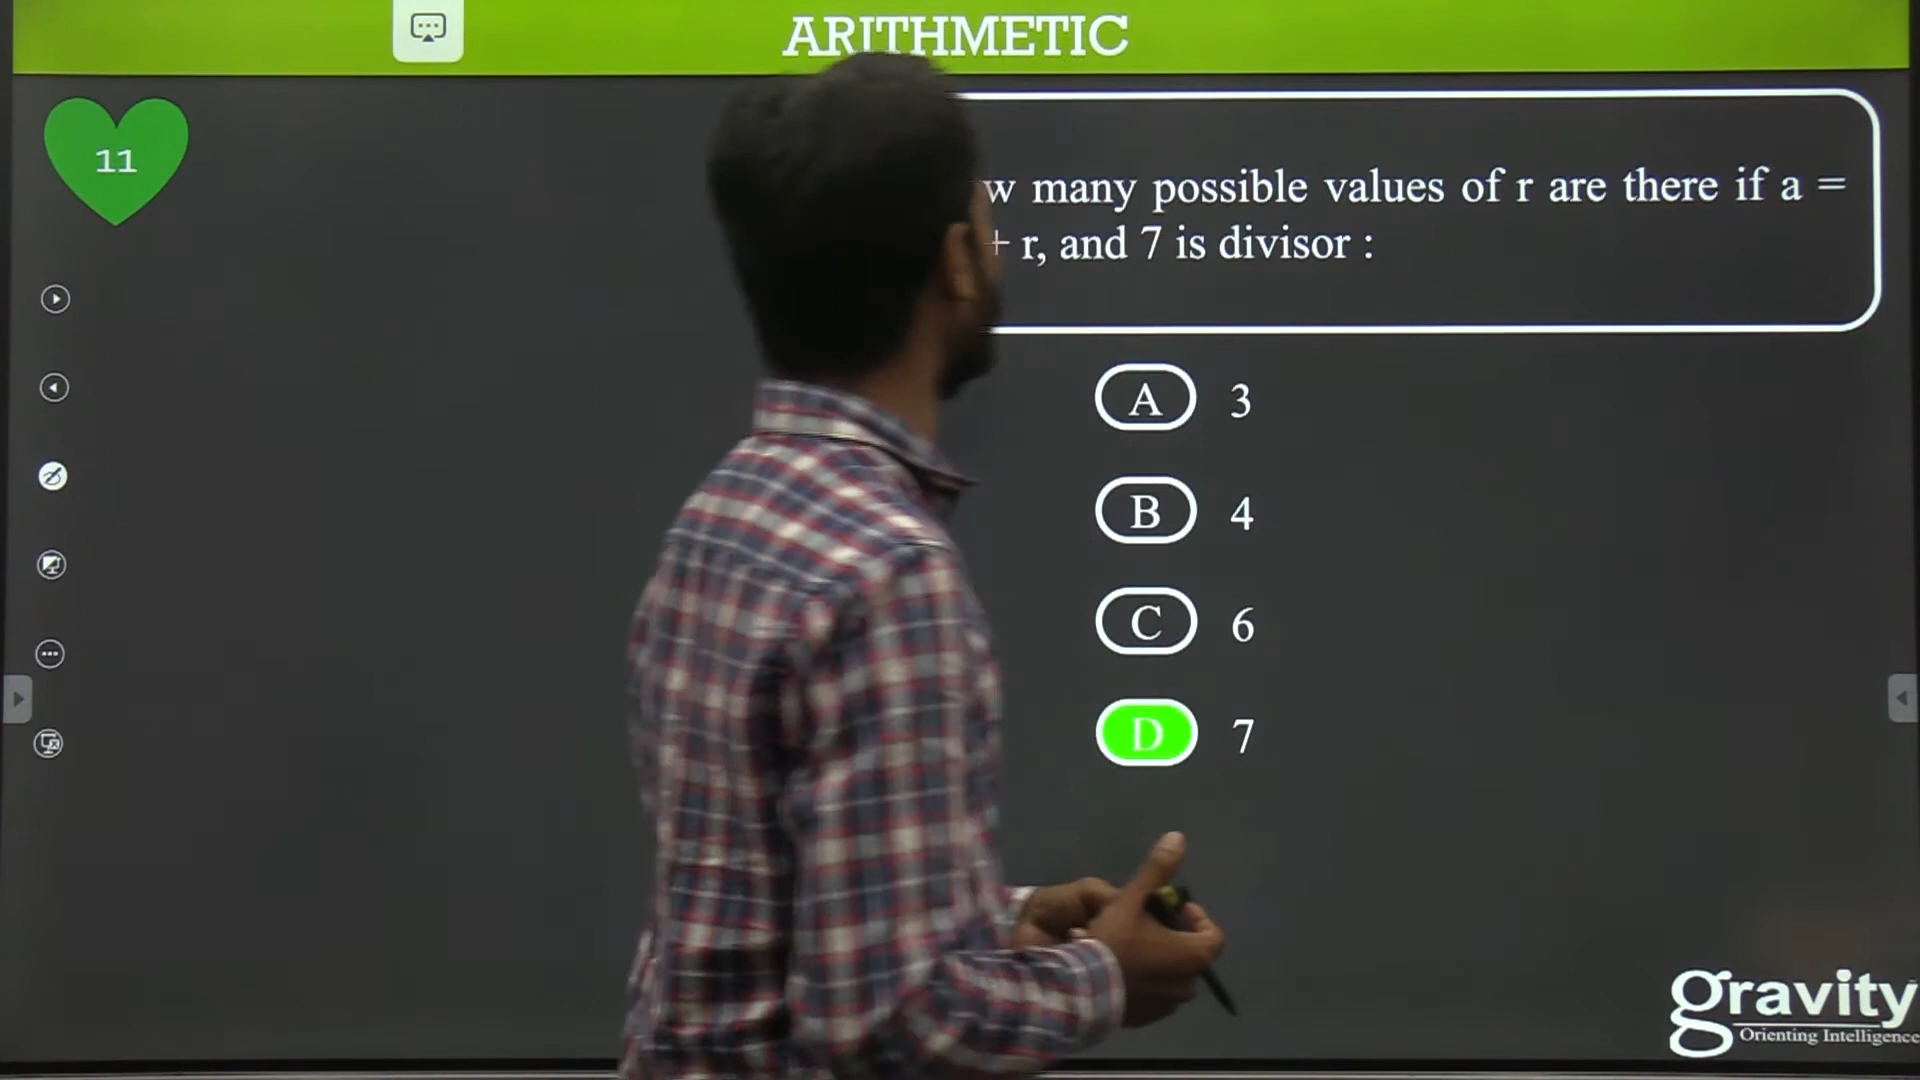 ARITHMETIC
11
many possible values of r are there if a =
+ r, and 7 is divisor :
A 3
B 4
C 6
D 7
gravity
Orienting Intelligence